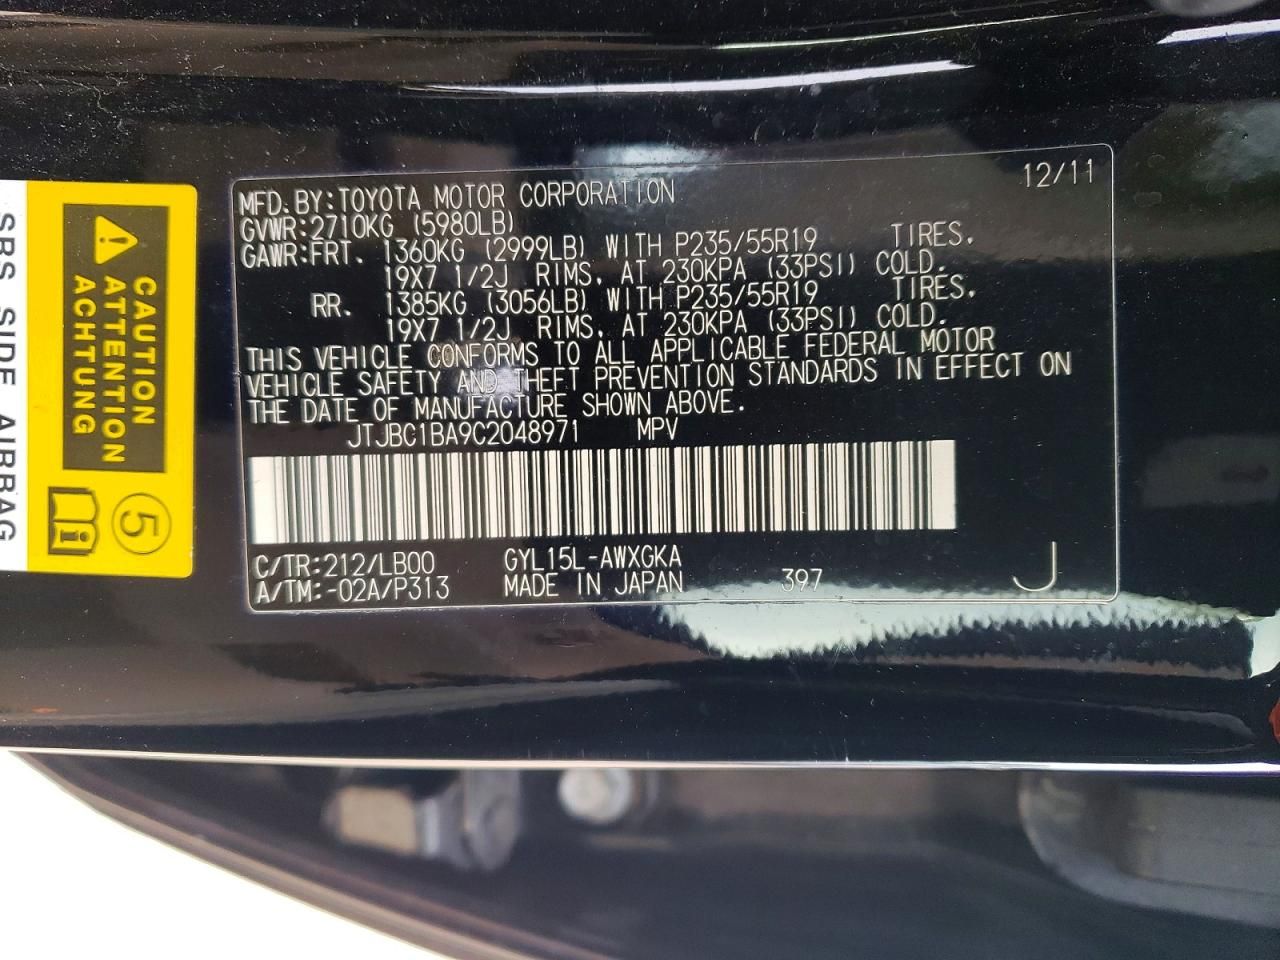 12/11
MFD. BY: TOYOTA MOTOR CORPORATION
GVWR: 2710KG (5980LB)
GAWR: FRT. 1360KG (2999LB) WITH P235/55R19 TIRES,
19X7 1/2J RIMS, AT 230KPA (33PSI) COLD.
RR. 1385KG (3056LB) WITH P235/55R19 TIRES,
19X7 1/2J RIMS, AT 230KPA (33PSI) COLD.
THIS VEHICLE CONFORMS TO ALL APPLICABLE FEDERAL MOTOR
VEHICLE SAFETY AND THEFT PREVENTION STANDARDS IN EFFECT ON
THE DATE OF MANUFACTURE SHOWN ABOVE.
JTJBC1BA9C2048971 MPV
C/TR: 212/LB00 GYL15L-AWXGKA
A/TM: -02A/P313 MADE IN JAPAN 397 J
CAUTION
ATTENTION
ACHTUNG
5
i
SRS SIDE AIRBAG